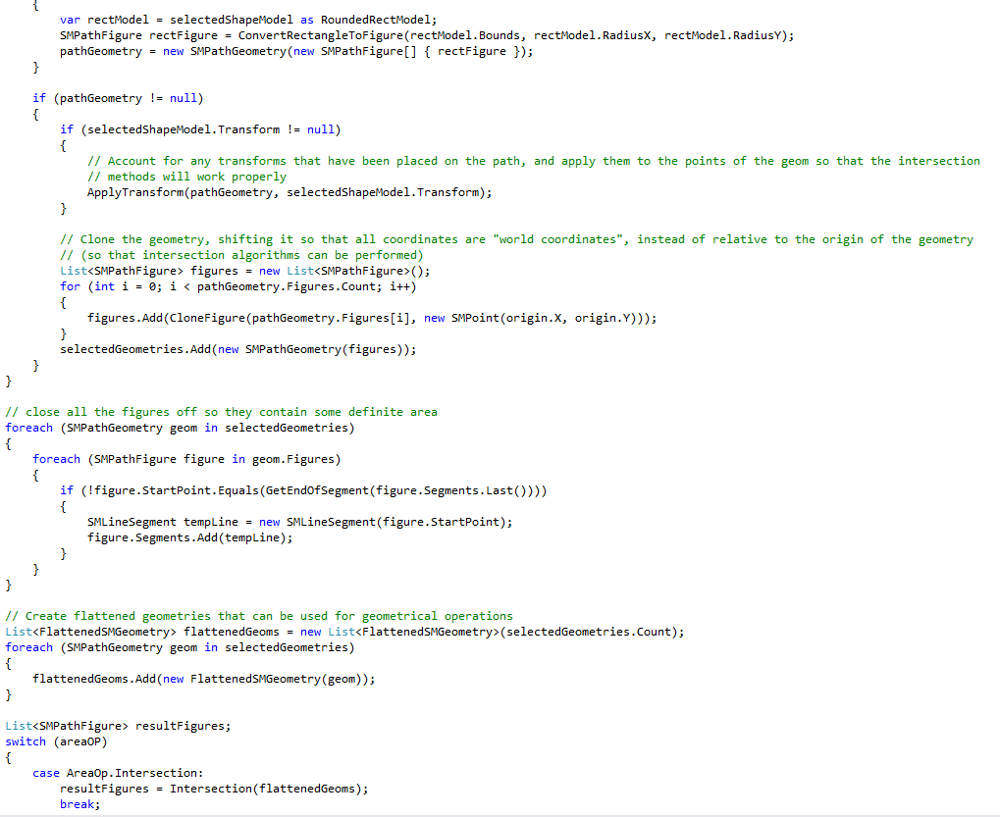 {
var rectModel = selectedShapeModel as RoundedRectModel;
SMPathFigure rectFigure = ConvertRectangleToFigure(rectModel.Bounds, rectModel.RadiusX, rectModel.RadiusY);
pathGeometry = new SMPathGeometry(new SMPathFigure[] { rectFigure });
}
if (pathGeometry != null)
{
if (selectedShapeModel.Transform != null)
{
// Account for any transforms that have been placed on the path, and apply them to the points of the geom so that the intersection
// methods will work properly
ApplyTransform(pathGeometry, selectedShapeModel.Transform);
}
// Clone the geometry, shifting it so that all coordinates are "world coordinates", instead of relative to the origin of the geometry
// (so that intersection algorithms can be performed)
List<SMPathFigure> figures = new List<SMPathFigure>();
for (int i = 0; i < pathGeometry.Figures.Count; i++)
{
figures.Add(CloneFigure(pathGeometry.Figures[i], new SMPoint(origin.X, origin.Y)));
}
selectedGeometries.Add(new SMPathGeometry(figures));
}
}
// close all the figures off so they contain some definite area
foreach (SMPathGeometry geom in selectedGeometries)
{
foreach (SMPathFigure figure in geom.Figures)
{
if (!figure.StartPoint.Equals(GetEndOfSegment(figure.Segments.Last())))
{
SMLineSegment tempLine = new SMLineSegment(figure.StartPoint);
figure.Segments.Add(tempLine);
}
}
}
// Create flattened geometries that can be used for geometrical operations
List<FlattenedSMGeometry> flattenedGeoms = new List<FlattenedSMGeometry>(selectedGeometries.Count);
foreach (SMPathGeometry geom in selectedGeometries)
{
flattenedGeoms.Add(new FlattenedSMGeometry(geom));
}
List<SMPathFigure> resultFigures;
switch (areaOP)
{
case AreaOp.Intersection:
resultFigures = Intersection(flattenedGeoms);
break;